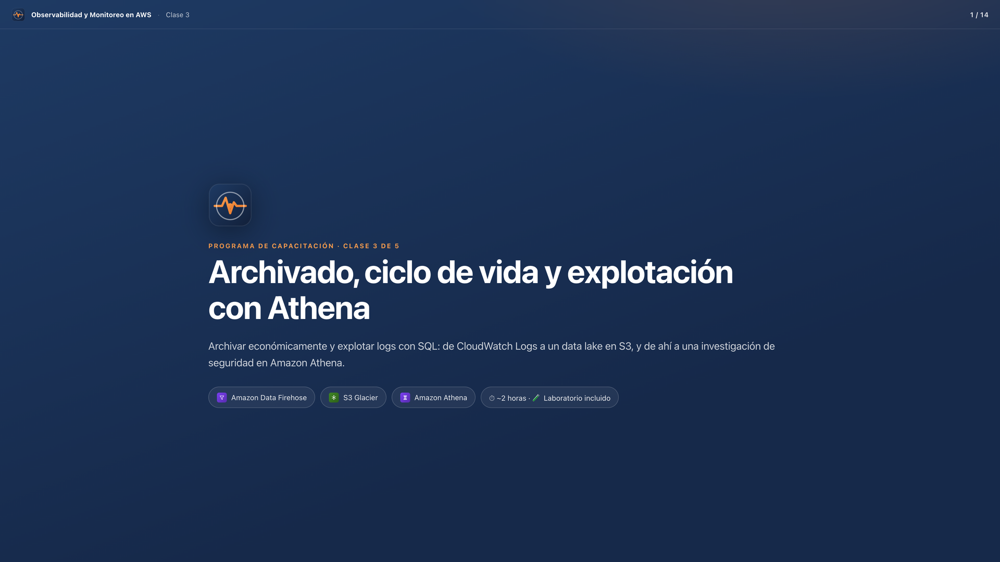 Observabilidad y Monitoreo en AWS · Clase 3
1 / 14
PROGRAMA DE CAPACITACIÓN · CLASE 3 DE 5
Archivado, ciclo de vida y explotación
con Athena
Archivar económicamente y explotar logs con SQL: de CloudWatch Logs a un data lake en S3, y de ahí a una investigación de
seguridad en Amazon Athena.
Amazon Data Firehose
S3 Glacier
Amazon Athena
⏱ ~2 horas · 🧪 Laboratorio incluido